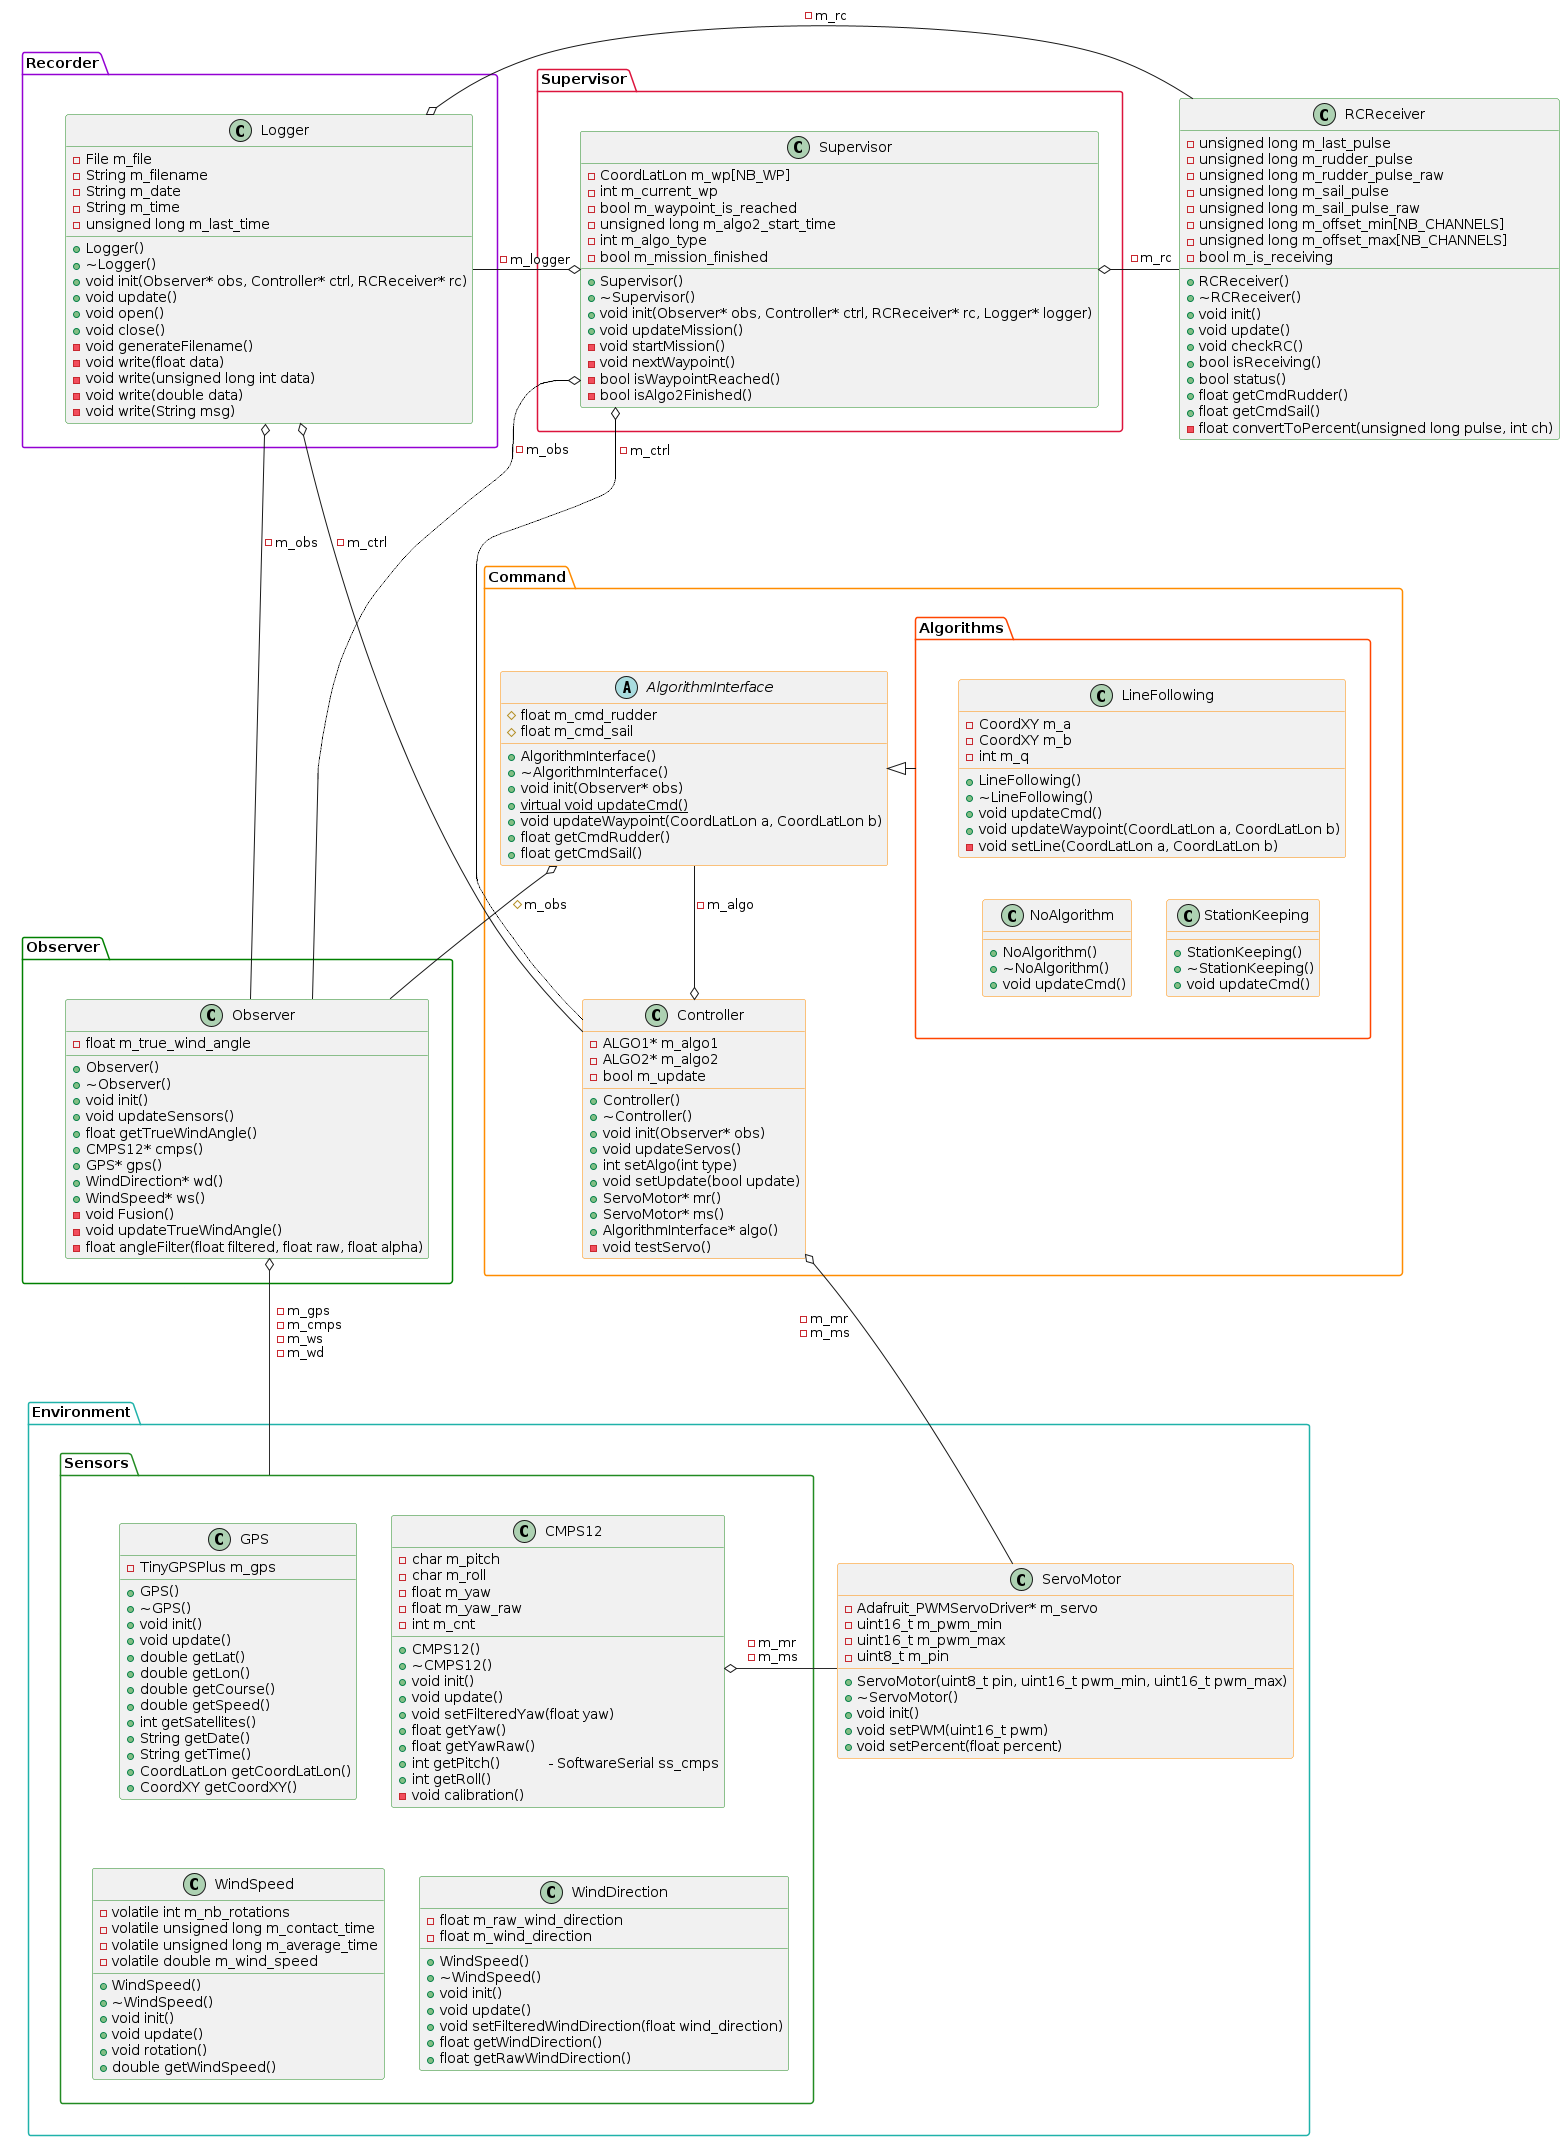 m_rc
Recorder
Logger
File m_file
String m_filename
String m_date
String m_time
unsigned long m_last_time
Logger()
~Logger()
void init(Observer* obs, Controller* ctrl, RCReceiver* rc)
void update()
void open()
void close()
void generateFilename()
void write(float data)
void write(unsigned long int data)
void write(double data)
void write(String msg)
m_logger
Supervisor
Supervisor
CoordLatLon m_wp[NB_WP]
int m_current_wp
bool m_waypoint_is_reached
unsigned long m_algo2_start_time
int m_algo_type
bool m_mission_finished
Supervisor()
~Supervisor()
void init(Observer* obs, Controller* ctrl, RCReceiver* rc, Logger* logger)
void updateMission()
void startMission()
void nextWaypoint()
bool isWaypointReached()
bool isAlgo2Finished()
m_rc
RCReceiver
unsigned long m_last_pulse
unsigned long m_rudder_pulse
unsigned long m_rudder_pulse_raw
unsigned long m_sail_pulse
unsigned long m_sail_pulse_raw
unsigned long m_offset_min[NB_CHANNELS]
unsigned long m_offset_max[NB_CHANNELS]
bool m_is_receiving
RCReceiver()
~RCReceiver()
void init()
void update()
void checkRC()
bool isReceiving()
bool status()
float getCmdRudder()
float getCmdSail()
float convertToPercent(unsigned long pulse, int ch)
m_obs
m_ctrl
m_obs
m_ctrl
Command
AlgorithmInterface
float m_cmd_rudder
float m_cmd_sail
AlgorithmInterface()
~AlgorithmInterface()
void init(Observer* obs)
virtual void updateCmd()
void updateWaypoint(CoordLatLon a, CoordLatLon b)
float getCmdRudder()
float getCmdSail()
Algorithms
LineFollowing
CoordXY m_a
CoordXY m_b
int m_q
LineFollowing()
~LineFollowing()
void updateCmd()
void updateWaypoint(CoordLatLon a, CoordLatLon b)
void setLine(CoordLatLon a, CoordLatLon b)
NoAlgorithm
NoAlgorithm()
~NoAlgorithm()
void updateCmd()
StationKeeping
StationKeeping()
~StationKeeping()
void updateCmd()
m_obs
m_algo
Observer
Observer
float m_true_wind_angle
Observer()
~Observer()
void init()
void updateSensors()
float getTrueWindAngle()
CMPS12* cmps()
GPS* gps()
WindDirection* wd()
WindSpeed* ws()
void Fusion()
void updateTrueWindAngle()
float angleFilter(float filtered, float raw, float alpha)
Controller
ALGO1* m_algo1
ALGO2* m_algo2
bool m_update
Controller()
~Controller()
void init(Observer* obs)
void updateServos()
int setAlgo(int type)
void setUpdate(bool update)
ServoMotor* mr()
ServoMotor* ms()
AlgorithmInterface* algo()
void testServo()
m_gps
m_cmps
m_ws
m_wd
m_mr
m_ms
Environment
Sensors
GPS
TinyGPSPlus m_gps
GPS()
~GPS()
void init()
void update()
double getLat()
double getLon()
double getCourse()
double getSpeed()
int getSatellites()
String getDate()
String getTime()
CoordLatLon getCoordLatLon()
CoordXY getCoordXY()
CMPS12
char m_pitch
char m_roll
float m_yaw
float m_yaw_raw
int m_cnt
CMPS12()
~CMPS12()
void init()
void update()
void setFilteredYaw(float yaw)
float getYaw()
float getYawRaw()
int getPitch() - SoftwareSerial ss_cmps
int getRoll()
void calibration()
m_mr
m_ms
ServoMotor
Adafruit_PWMServoDriver* m_servo
uint16_t m_pwm_min
uint16_t m_pwm_max
uint8_t m_pin
ServoMotor(uint8_t pin, uint16_t pwm_min, uint16_t pwm_max)
~ServoMotor()
void init()
void setPWM(uint16_t pwm)
void setPercent(float percent)
WindSpeed
volatile int m_nb_rotations
volatile unsigned long m_contact_time
volatile unsigned long m_average_time
volatile double m_wind_speed
WindSpeed()
~WindSpeed()
void init()
void update()
void rotation()
double getWindSpeed()
WindDirection
float m_raw_wind_direction
float m_wind_direction
WindSpeed()
~WindSpeed()
void init()
void update()
void setFilteredWindDirection(float wind_direction)
float getWindDirection()
float getRawWindDirection()